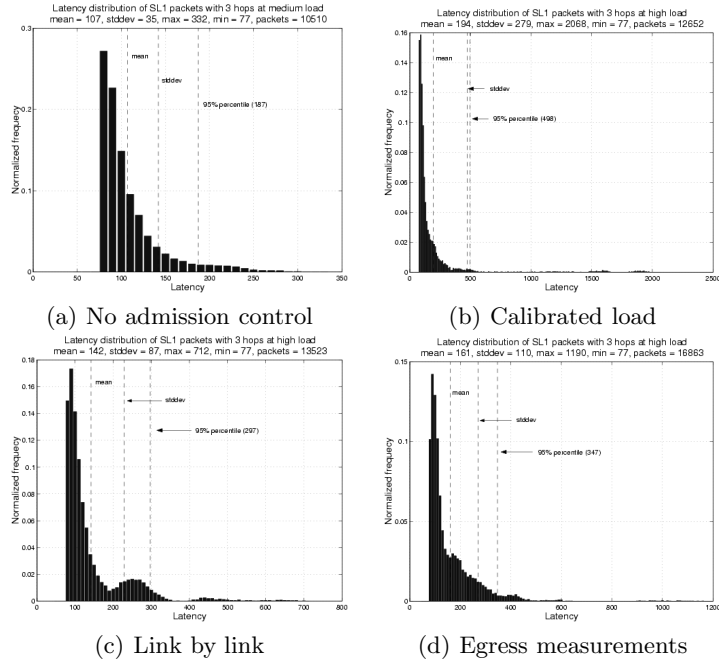 Latency distribution of SL1 packets with 3 hops at medium load
mean = 107, stddev = 35, max = 332, min = 77, packets = 10510
0.3
0.2
0.1
0
0
50
100
150
200
250
300
350
Normalized frequecy
Latency
mean
stddev
95% percentile (187)
(a) No admission control
Latency distribution of SL1 packets with 3 hops at high load
mean = 194, stddev = 279, max = 2068, min = 77, packets = 12652
0.16
0.14
0.12
0.1
0.08
0.06
0.04
0.02
0
0
500
1000
1500
2000
2500
Normalized frequecy
Latency
mean
stddev
95% percentile (498)
(b) Calibrated load
Latency distribution of SL1 packets with 3 hops at high load
mean = 142, stddev = 87, max = 712, min = 77, packets = 13523
0.18
0.16
0.14
0.12
0.1
0.08
0.06
0.04
0.02
0
0
100
200
300
400
500
600
700
800
Normalized frequecy
Latency
mean
stddev
95% percentile (297)
(c) Link by link
Latency distribution of SL1 packets with 3 hops at high load
mean = 161, stddev = 110, max = 1190, min = 77, packets = 16863
0.15
0.1
0.05
0
0
200
400
600
800
1000
1200
Normalized frequecy
Latency
mean
stddev
95% percentile (347)
(d) Egress measurements